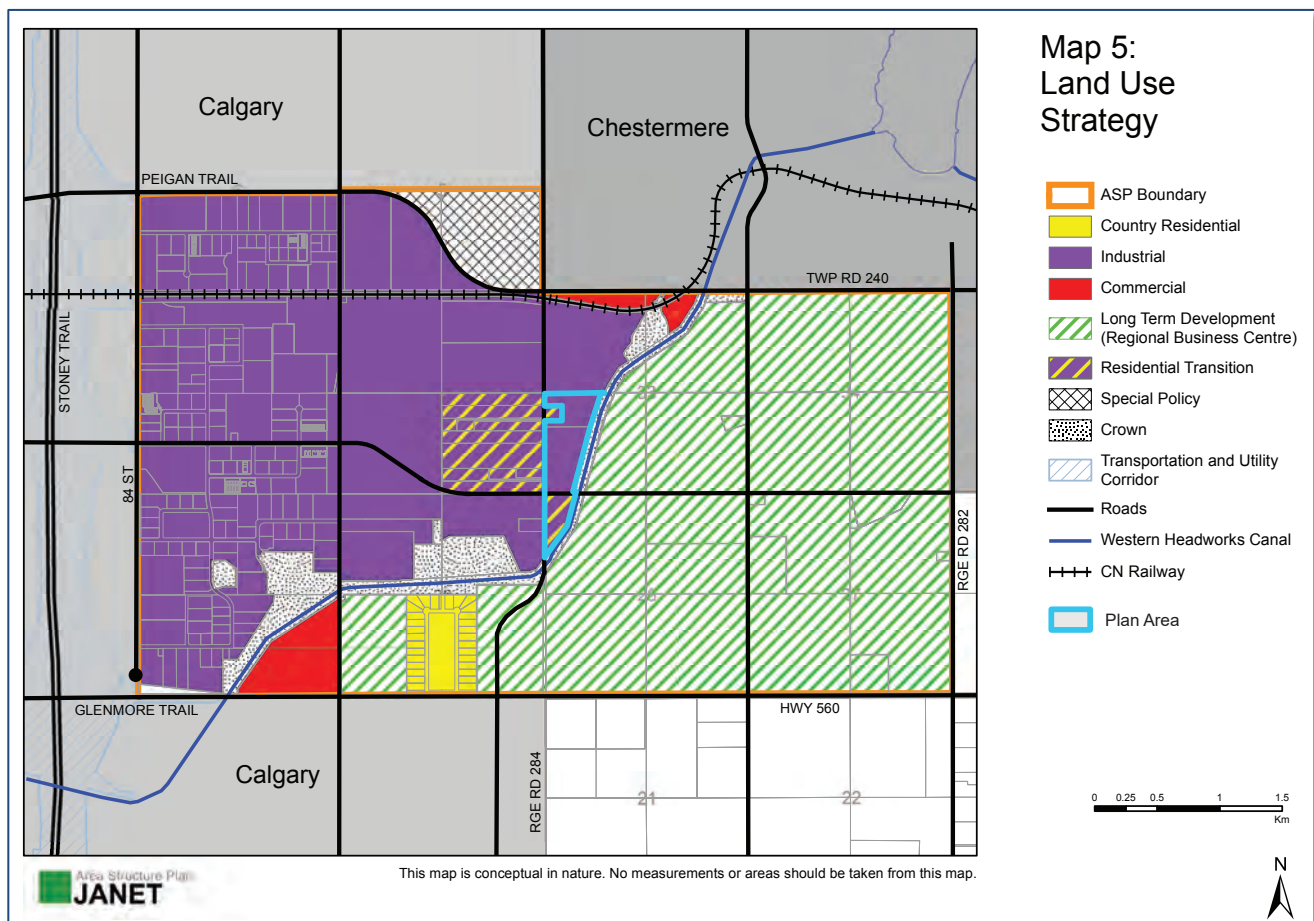 Map 5:
Land Use
Strategy
Calgary
Chestermere
PEIGAN TRAIL
TWP RD 240
STONEY TRAIL
84 ST
33
RGE RD 282
GLENMORE TRAIL
HWY 560
Calgary
RGE RD 284
21
22
ASP Boundary
Country Residential
Industrial
Commercial
Long Term Development
(Regional Business Centre)
Residential Transition
Special Policy
Crown
Transportation and Utility
Corridor
Roads
Western Headworks Canal
CN Railway
Plan Area
0 0.25 0.5 1 1.5
Km
N
Area Structure Plan
JANET
This map is conceptual in nature. No measurements or areas should be taken from this map.